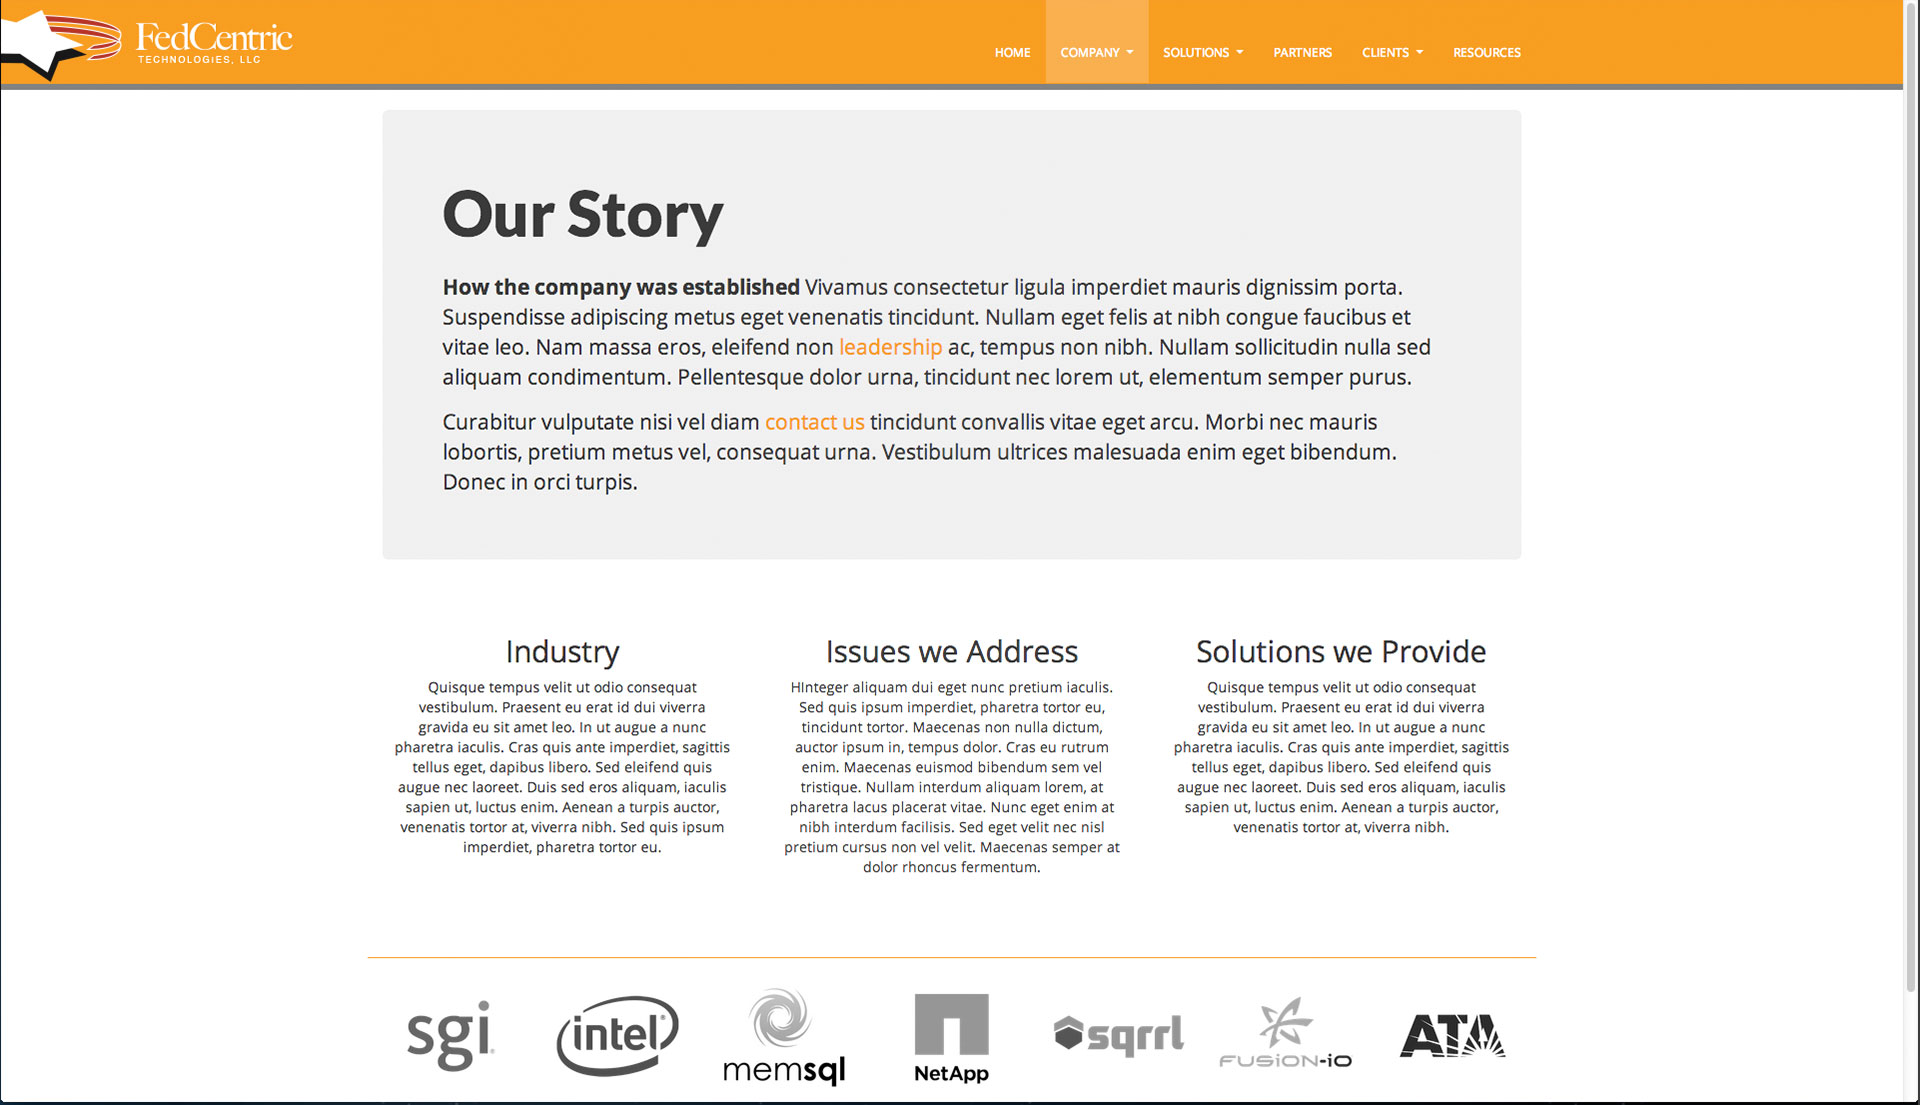 FedCentric
TECHNOLOGIES, LLC
HOME COMPANY SOLUTIONS PARTNERS CLIENTS RESOURCES
Our Story
How the company was established Vivamus consectetur ligula imperdiet mauris dignissim porta.
Suspendisse adipiscing metus eget venenatis tincidunt. Nullam eget felis at nibh congue faucibus et
vitae leo. Nam massa eros, eleifend non leadership ac, tempus non nibh. Nullam sollicitudin nulla sed
aliquam condimentum. Pellentesque dolor urna, tincidunt nec lorem ut, elementum semper purus.
Curabitur vulputate nisi vel diam contact us tincidunt convallis vitae eget arcu. Morbi nec mauris
lobortis, pretium metus vel, consequat urna. Vestibulum ultrices malesuada enim eget bibendum.
Donec in orci turpis.
Industry
Quisque tempus velit ut odio consequat
vestibulum. Praesent eu erat id dui viverra
gravida eu sit amet leo. In ut augue a nunc
pharetra iaculis. Cras quis ante imperdiet, sagittis
tellus eget, dapibus libero. Sed eleifend quis
augue nec laoreet. Duis sed eros aliquam, iaculis
sapien ut, luctus enim. Aenean a turpis auctor,
venenatis tortor at, viverra nibh. Sed quis ipsum
imperdiet, pharetra tortor eu.
Issues we Address
HInteger aliquam dui eget nunc pretium iaculis.
Sed quis ipsum imperdiet, pharetra tortor eu,
tincidunt tortor. Maecenas non nulla dictum,
auctor ipsum in, tempus dolor. Cras eu rutrum
enim. Maecenas euismod bibendum sem vel
tristique. Nullam interdum aliquam lorem, at
pharetra lacus placerat vitae. Nunc eget enim at
nibh interdum facilisis. Sed eget velit nec nisl
pretium cursus non vel velit. Maecenas semper at
dolor rhoncus fermentum.
Solutions we Provide
Quisque tempus velit ut odio consequat
vestibulum. Praesent eu erat id dui viverra
gravida eu sit amet leo. In ut augue a nunc
pharetra iaculis. Cras quis ante imperdiet, sagittis
tellus eget, dapibus libero. Sed eleifend quis
augue nec laoreet. Duis sed eros aliquam, iaculis
sapien ut, luctus enim. Aenean a turpis auctor,
venenatis tortor at, viverra nibh.
sgi
intel
memsql
NetApp
sqrrl
FUSiON-iO
ATA